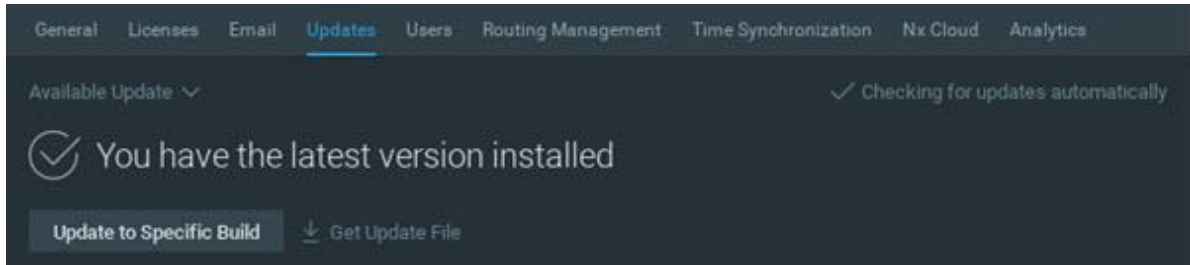 General Licenses Email Updates Users Routing Management Time Synchronization Nx Cloud Analytics
Available Update Checking for updates automatically
You have the latest version installed
Update to Specific Build Get Update File